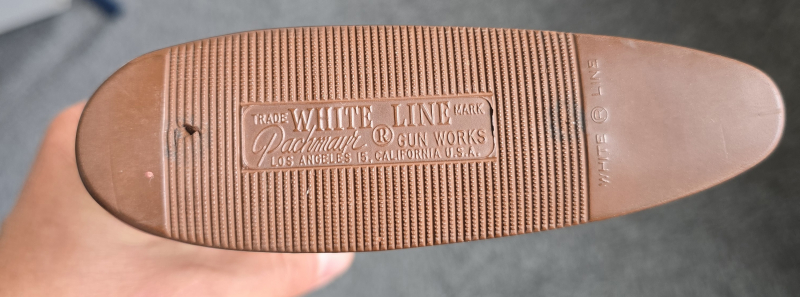 TRADE WHITE LINE MARK
Pachmayr ® GUN WORKS
LOS ANGELES 15, CALIFORNIA U.S.A.
WHITE ® LINE